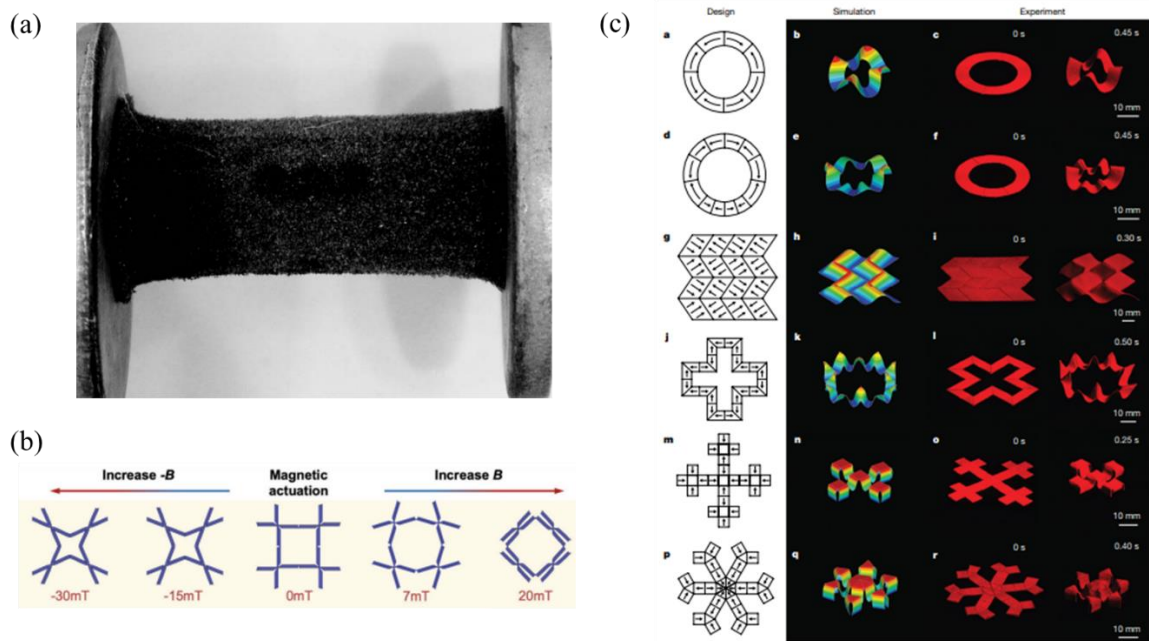 (a)
(b)
Increase -B
Magnetic
actuation
Increase B
-30mT
-15mT
0mT
7mT
20mT
(c)
Design
Simulation
Experiment
a
b
c
0 s
0.45 s
10 mm
d
e
f
0 s
0.45 s
10 mm
g
h
i
0 s
0.30 s
10 mm
j
k
l
0 s
0.50 s
10 mm
m
n
o
0 s
0.25 s
10 mm
p
q
r
0 s
0.40 s
10 mm